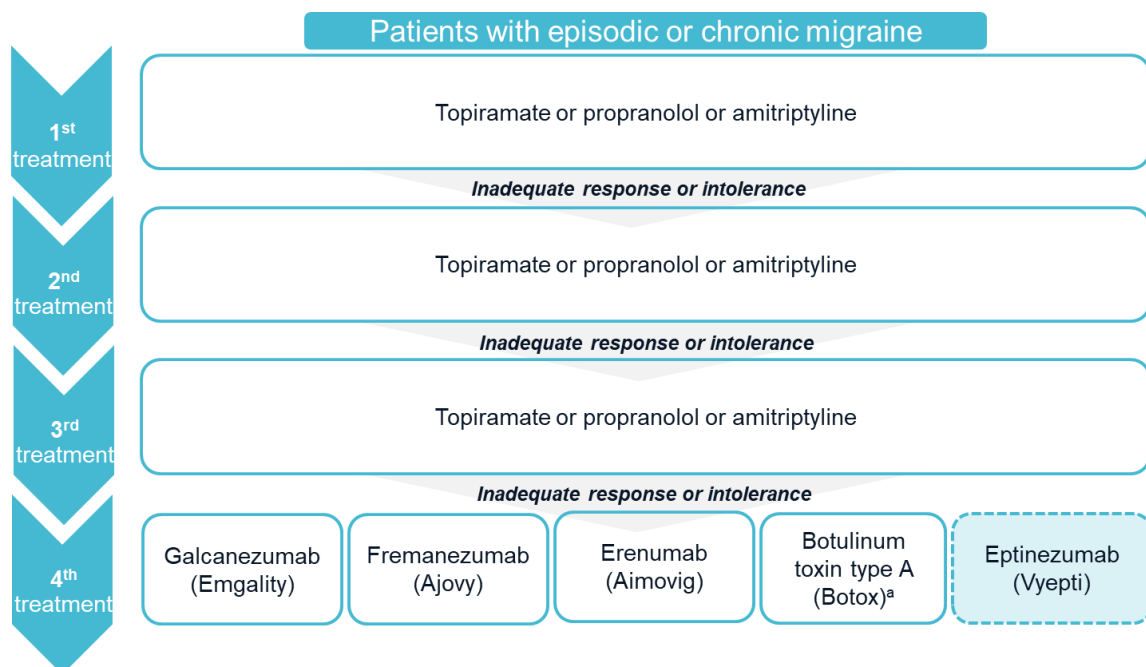 Patients with episodic or chronic migraine
1st
treatment
Topiramate or propranolol or amitriptyline
Inadequate response or intolerance
2nd
treatment
Topiramate or propranolol or amitriptyline
Inadequate response or intolerance
3rd
treatment
Topiramate or propranolol or amitriptyline
Inadequate response or intolerance
4th
treatment
Galcanezumab
(Emgality)
Fremanezumab
(Ajovy)
Erenumab
(Aimovig)
Botulinum
toxin type A
(Botox)ª
Eptinezumab
(Vyepti)